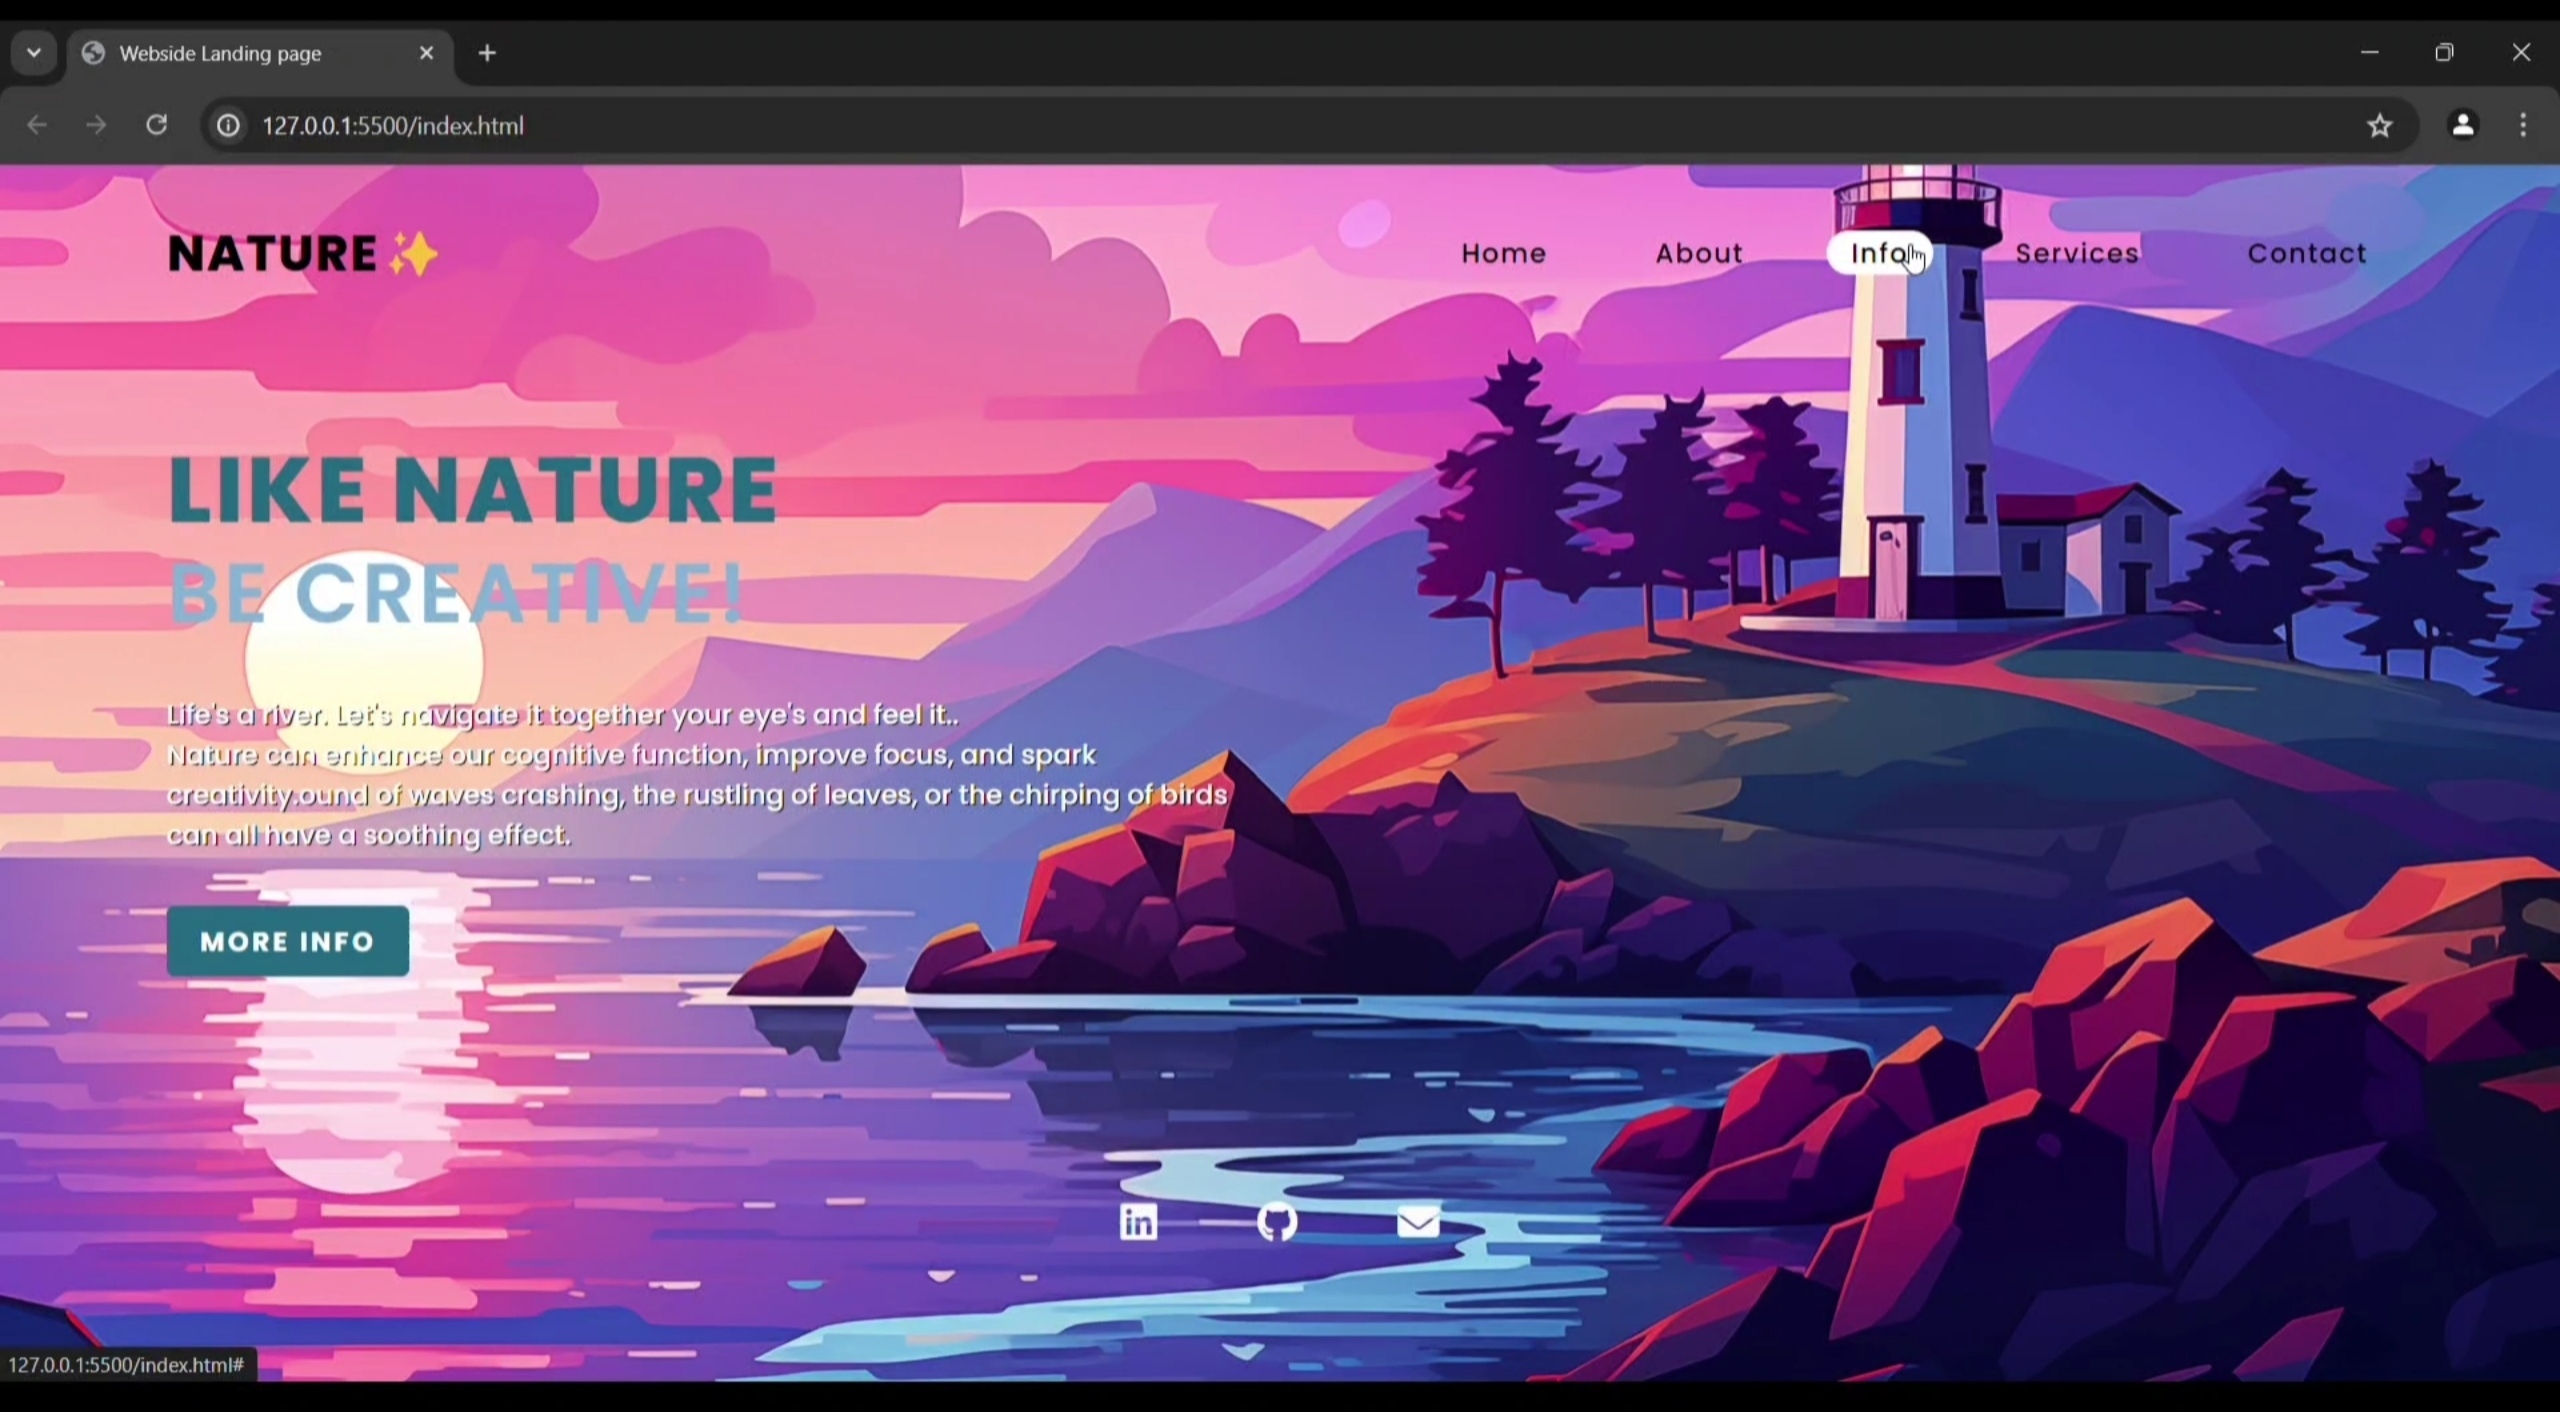 Webside Landing page
127.0.0.1:5500/index.html
NATURE✨
Home About Info Services Contact
LIKE NATURE
BE CREATIVE!
Life's a river. Let's navigate it together your eye's and feel it..
Nature can enhance our cognitive function, improve focus, and spark
creativity.ound of waves crashing, the rustling of leaves, or the chirping of birds
can all have a soothing effect.
MORE INFO
in
127.0.0.1:5500/index.html#